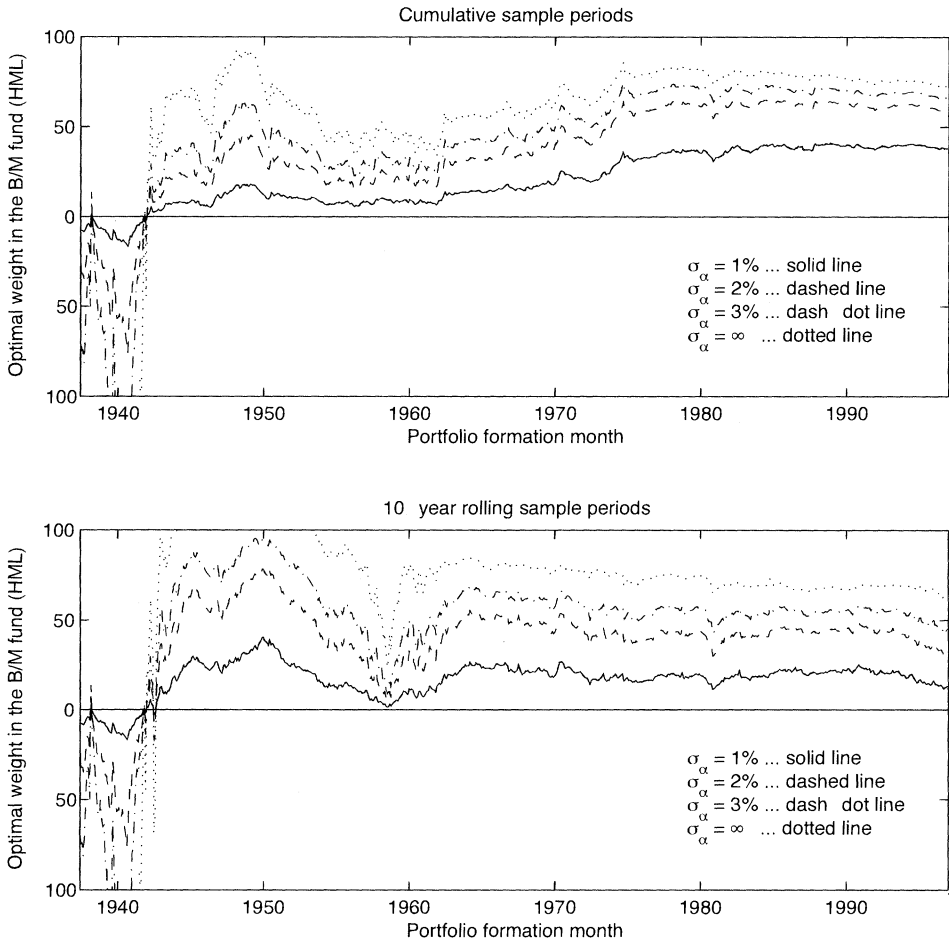 Cumulative sample periods
100
50
0
50
100
Optimal weight in the B/M fund (HML)
σα = 1% ... solid line
σα = 2% ... dashed line
σα = 3% ... dash dot line
σα = ∞ ... dotted line
1940 1950 1960 1970 1980 1990
Portfolio formation month
10 year rolling sample periods
100
50
0
50
100
Optimal weight in the B/M fund (HML)
σα = 1% ... solid line
σα = 2% ... dashed line
σα = 3% ... dash dot line
σα = ∞ ... dotted line
1940 1950 1960 1970 1980 1990
Portfolio formation month